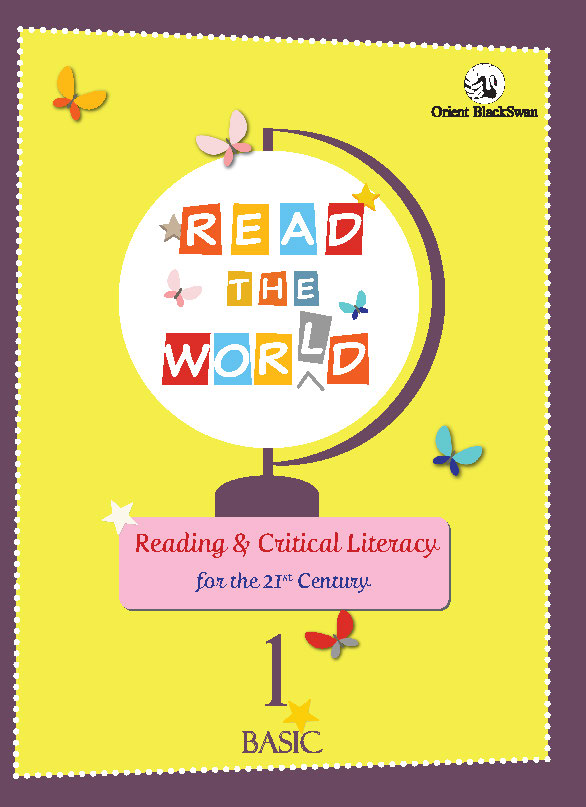 Orient BlackSwan
READ
THE
WORLD
Reading & Critical Literacy
for the 21st Century
1
BASIC